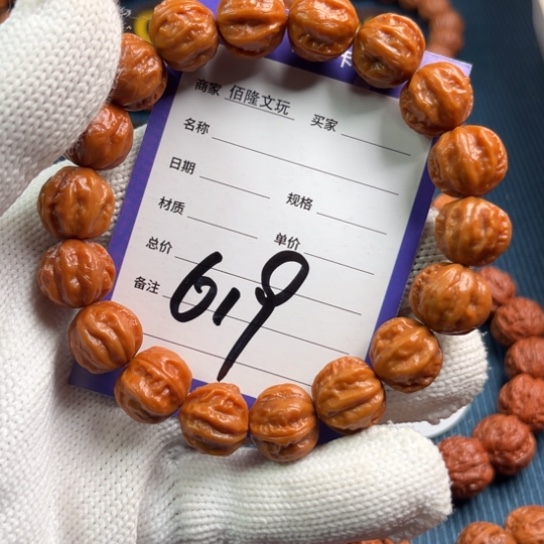 商家 佰隆文玩 买家
名称
日期 规格
材质 单价
总价
备注 619